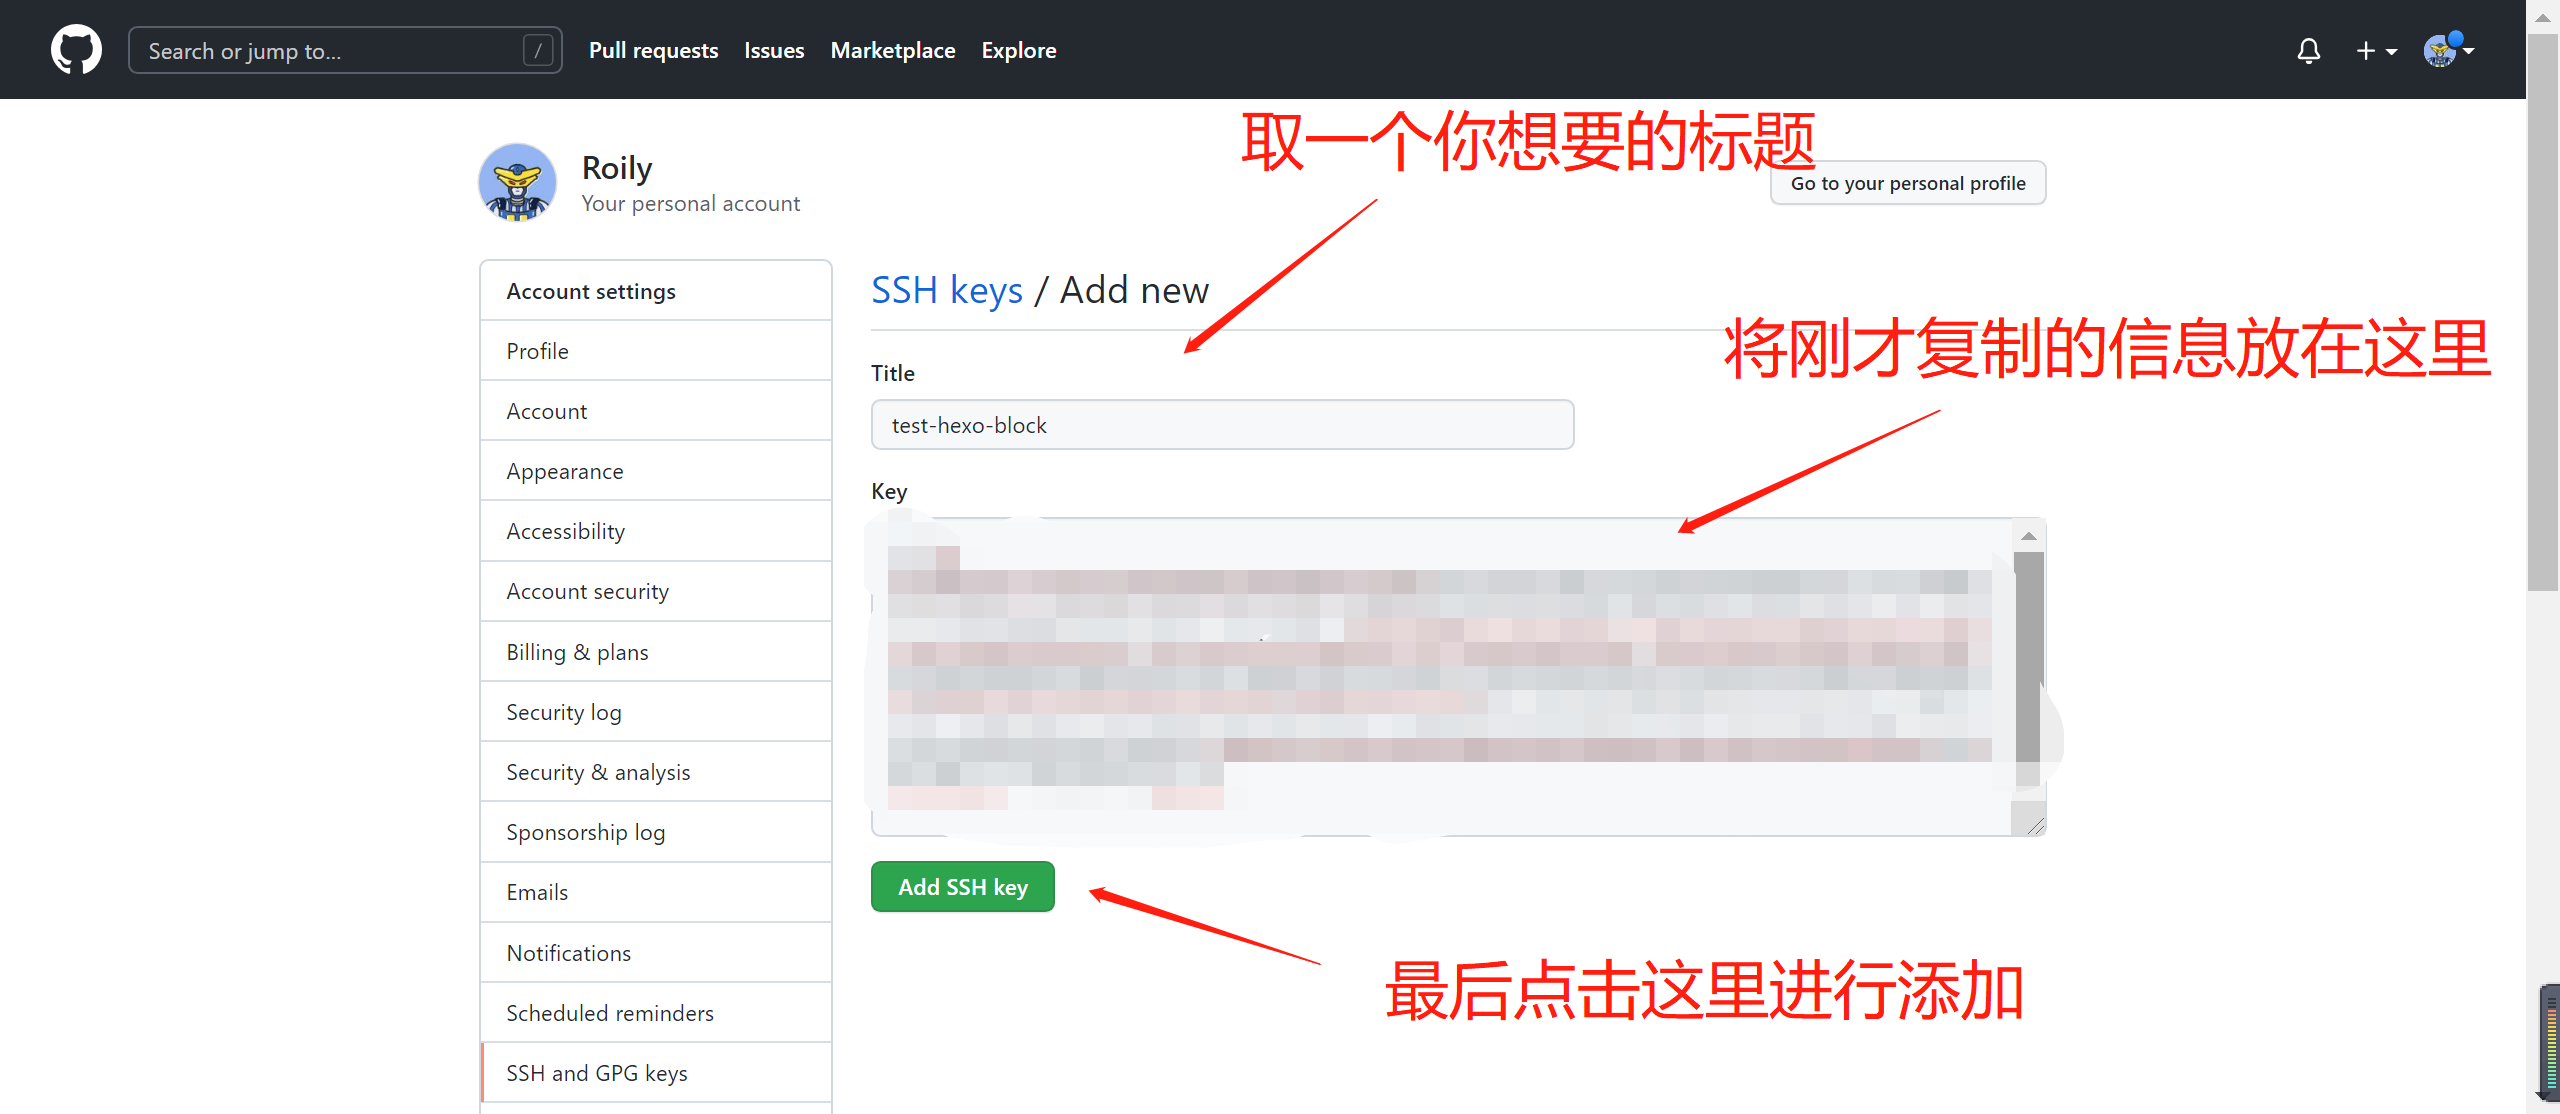 Search or jump to...
/
Pull requests
Issues
Marketplace
Explore
取一个你想要的标题
Roily
Your personal account
Go to your personal profile
Account settings
Profile
Account
Appearance
Accessibility
Account security
Billing & plans
Security log
Security & analysis
Sponsorship log
Emails
Notifications
Scheduled reminders
SSH and GPG keys
SSH keys / Add new
将刚才复制的信息放在这里
Title
test-hexo-block
Key
Add SSH key
最后点击这里进行添加